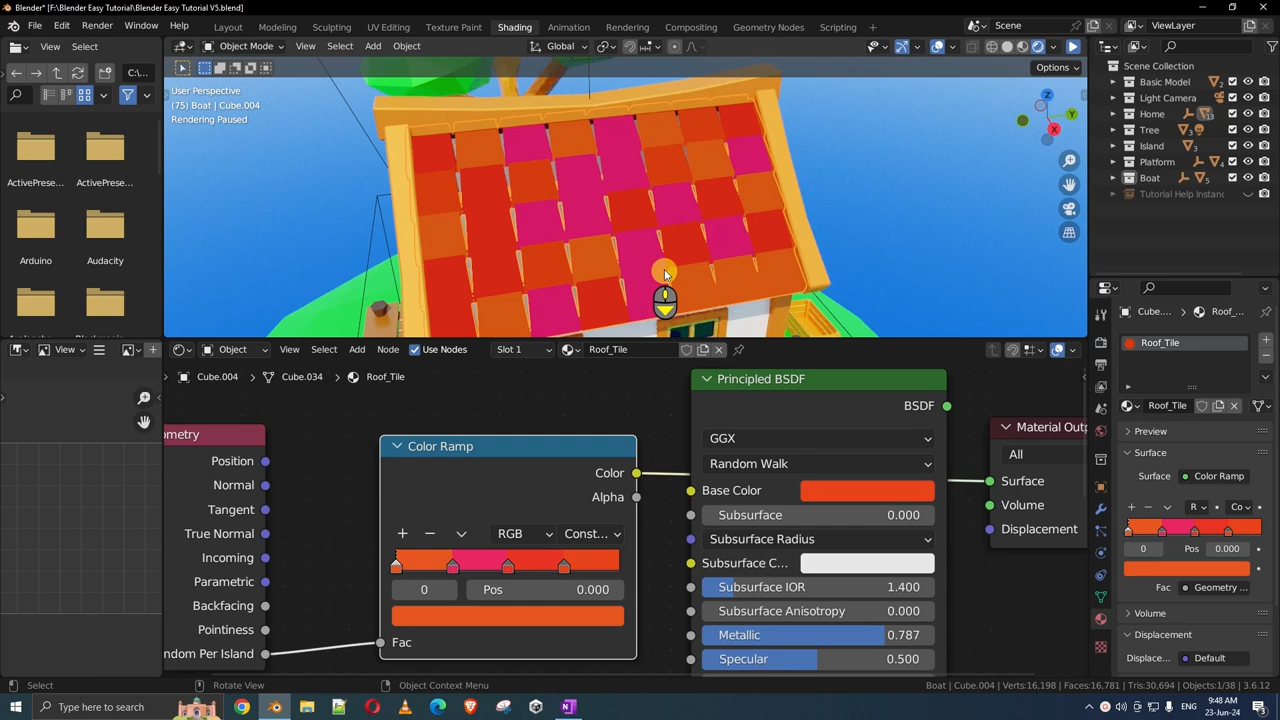 Blender* [F:\Blender Easy Tutorial\Blender Easy Tutorial V5.blend]
File Edit Render Window Help Layout Modeling Sculpting UV Editing Texture Paint Shading Animation Rendering Compositing Geometry Nodes Scripting Scene ViewLayer
View Select Object Mode View Select Add Object Global
C:\... Options
User Perspective
(75) Boat | Cube.004
Rendering Paused
Scene Collection
Basic Model 2
Light Camera
Home 13
Tree
Island 3
Platform 4
Boat 5
Tutorial Help Instanc
X Y Z
ActivePrese... ActivePrese...
Arduino Audacity
View Object View Select Add Node Use Nodes Slot 1 Roof_Tile
Cube.004 Cube.034 Roof_Tile
Cube.... Roof_...
Roof_Tile
Roof_Tile
Preview
Surface
Surface Color Ramp
R Co
0 Pos 0.000
Fac Geometry ...
Volume
Displacement
Displace... Default
ometry
Position
Normal
Tangent
True Normal
Incoming
Parametric
Backfacing
Pointiness
ndom Per Island
Color Ramp
Color
Alpha
RGB Const...
0 Pos 0.000
Fac
Principled BSDF
BSDF
GGX
Random Walk
Base Color
Subsurface 0.000
Subsurface Radius
Subsurface C...
Subsurface IOR 1.400
Subsurface Anisotropy 0.000
Metallic 0.787
Specular 0.500
Material Outp
All
Surface
Volume
Displacement
Select Rotate View Object Context Menu Boat | Cube.004 | Verts:16,198 | Faces:16,781 | Tris:30,694 | Objects:1/38 | 3.6.12
Type here to search
9:48 AM
23-Jun-24